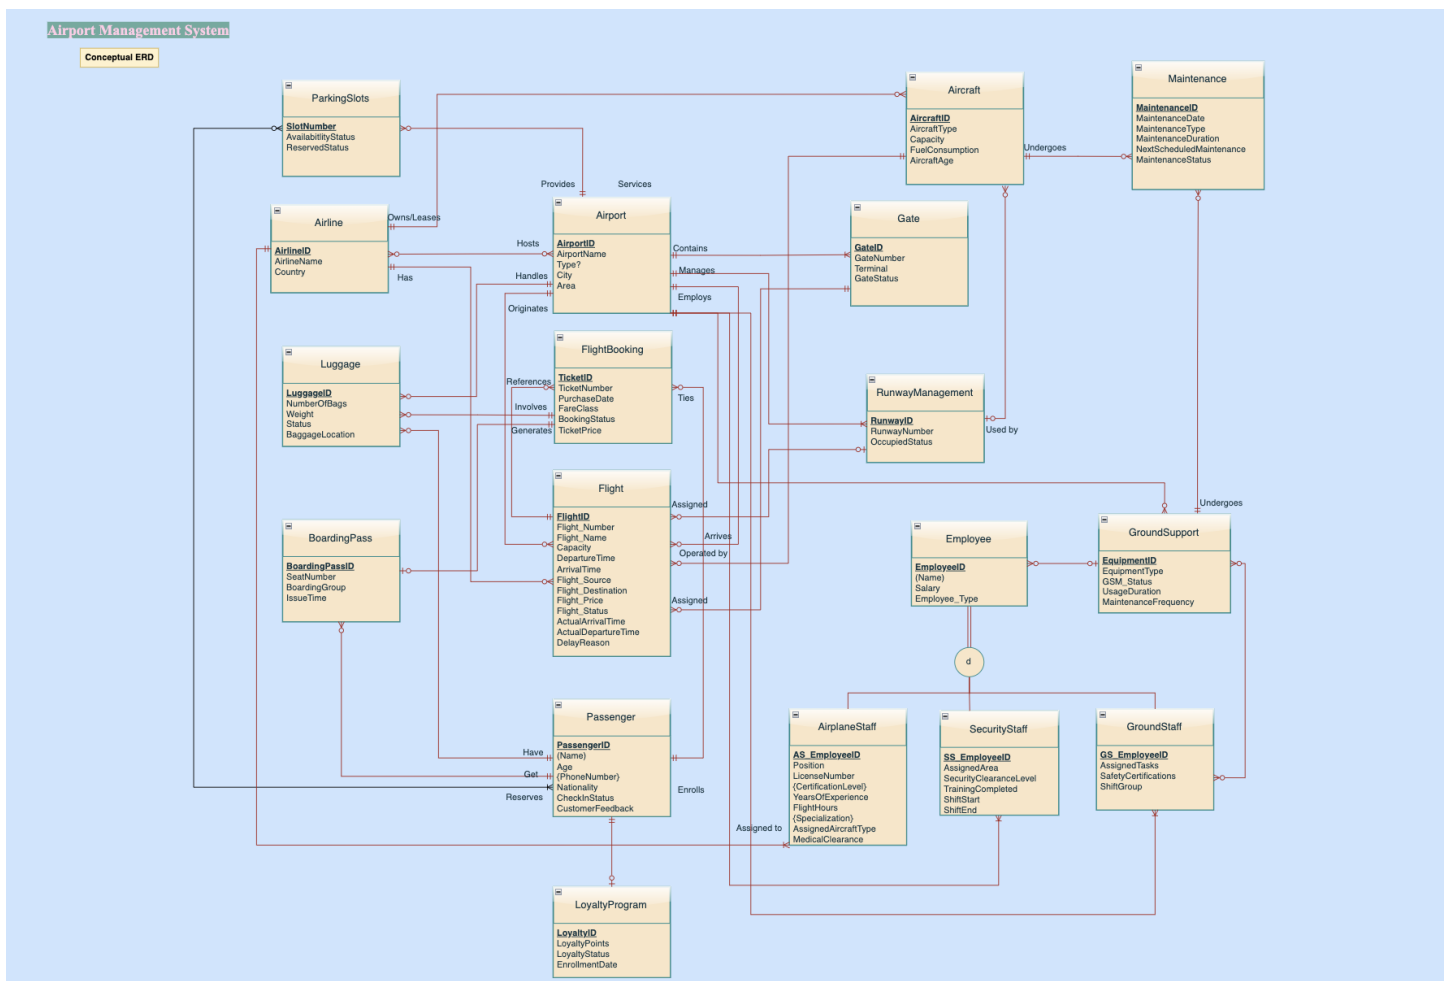 Airport Management System
Conceptual ERD
ParkingSlots
SlotNumber
AvailabitlityStatus
ReservedStatus
Aircraft
AircraftID
AircraftType
Capacity
FuelConsumption
AircraftAge
Maintenance
MaintenanceID
MaintenanceDate
MaintenanceType
MaintenanceDuration
NextScheduledMaintenance
MaintenanceStatus
Undergoes
Provides
Services
Airline
AirlineID
AirlineName
Country
Owns/Leases
Has
Airport
AirportID
AirportName
Type?
City
Area
Hosts
Handles
Originates
Contains
Manages
Employs
Gate
GateID
GateNumber
Terminal
GateStatus
Luggage
LuggageID
NumberOfBags
Weight
Status
BaggageLocation
FlightBooking
TicketID
TicketNumber
PurchaseDate
FareClass
BookingStatus
TicketPrice
References
Involves
Generates
Ties
RunwayManagement
RunwayID
RunwayNumber
OccupiedStatus
Used by
Flight
FlightID
Flight_Number
Flight_Name
Capacity
DepartureTime
ArrivalTime
Flight_Source
Flight_Destination
Flight_Price
Flight_Status
ActualArrivalTime
ActualDepartureTime
DelayReason
Assigned
Arrives
Operated by
Assigned
BoardingPass
BoardingPassID
SeatNumber
BoardingGroup
IssueTime
Employee
EmployeeID
(Name)
Salary
Employee_Type
Undergoes
GroundSupport
EquipmentID
EquipmentType
GSM_Status
UsageDuration
MaintenanceFrequency
d
Passenger
PassengerID
(Name)
Age
{PhoneNumber}
Nationality
CheckInStatus
CustomerFeedback
Have
Get
Reserves
Enrolls
Assigned to
AirplaneStaff
AS_EmployeeID
Position
LicenseNumber
{CertificationLevel}
YearsOfExperience
FlightHours
{Specialization}
AssignedAircraftType
MedicalClearance
SecurityStaff
SS_EmployeeID
AssignedArea
SecurityClearanceLevel
TrainingCompleted
ShiftStart
ShiftEnd
GroundStaff
GS_EmployeeID
AssignedTasks
SafetyCertifications
ShiftGroup
LoyaltyProgram
LoyaltyID
LoyaltyPoints
LoyaltyStatus
EnrollmentDate